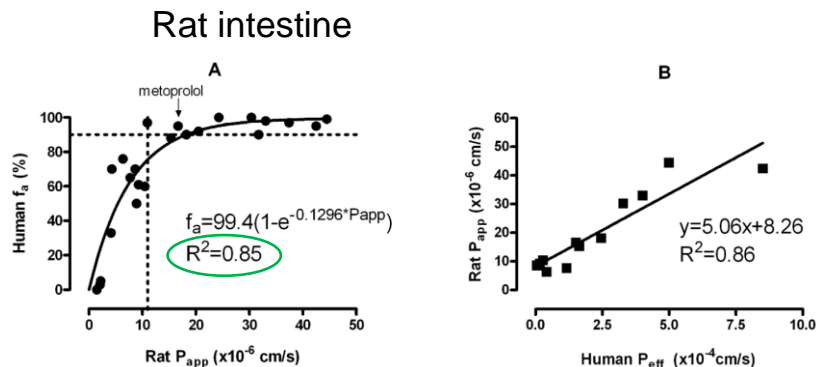 Rat intestine
A
metoprolol
100
80
60
40
20
0
Human fa (%)
fa=99.4(1-e-0.1296*Papp)
R2=0.85
0 10 20 30 40 50
Rat Papp (x10-6 cm/s)
B
60
50
40
30
20
10
0
Rat Papp (x10-6 cm/s)
y=5.06x+8.26
R2=0.86
0.0 2.5 5.0 7.5 10.0
Human Peff (x10-4cm/s)